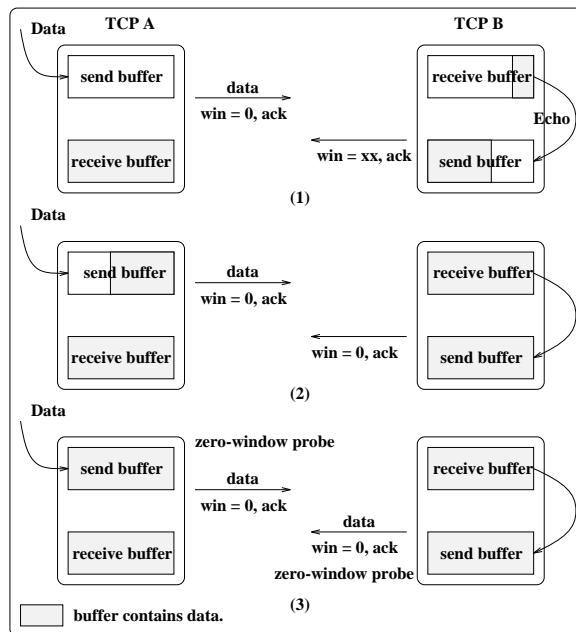 TCP A
TCP B
Data
send buffer
data
win = 0, ack
receive buffer
Echo
receive buffer
win = xx, ack
send buffer
(1)
Data
send buffer
data
win = 0, ack
receive buffer
receive buffer
win = 0, ack
send buffer
(2)
Data
zero-window probe
send buffer
data
win = 0, ack
receive buffer
receive buffer
data
win = 0, ack
send buffer
zero-window probe
(3)
buffer contains data.